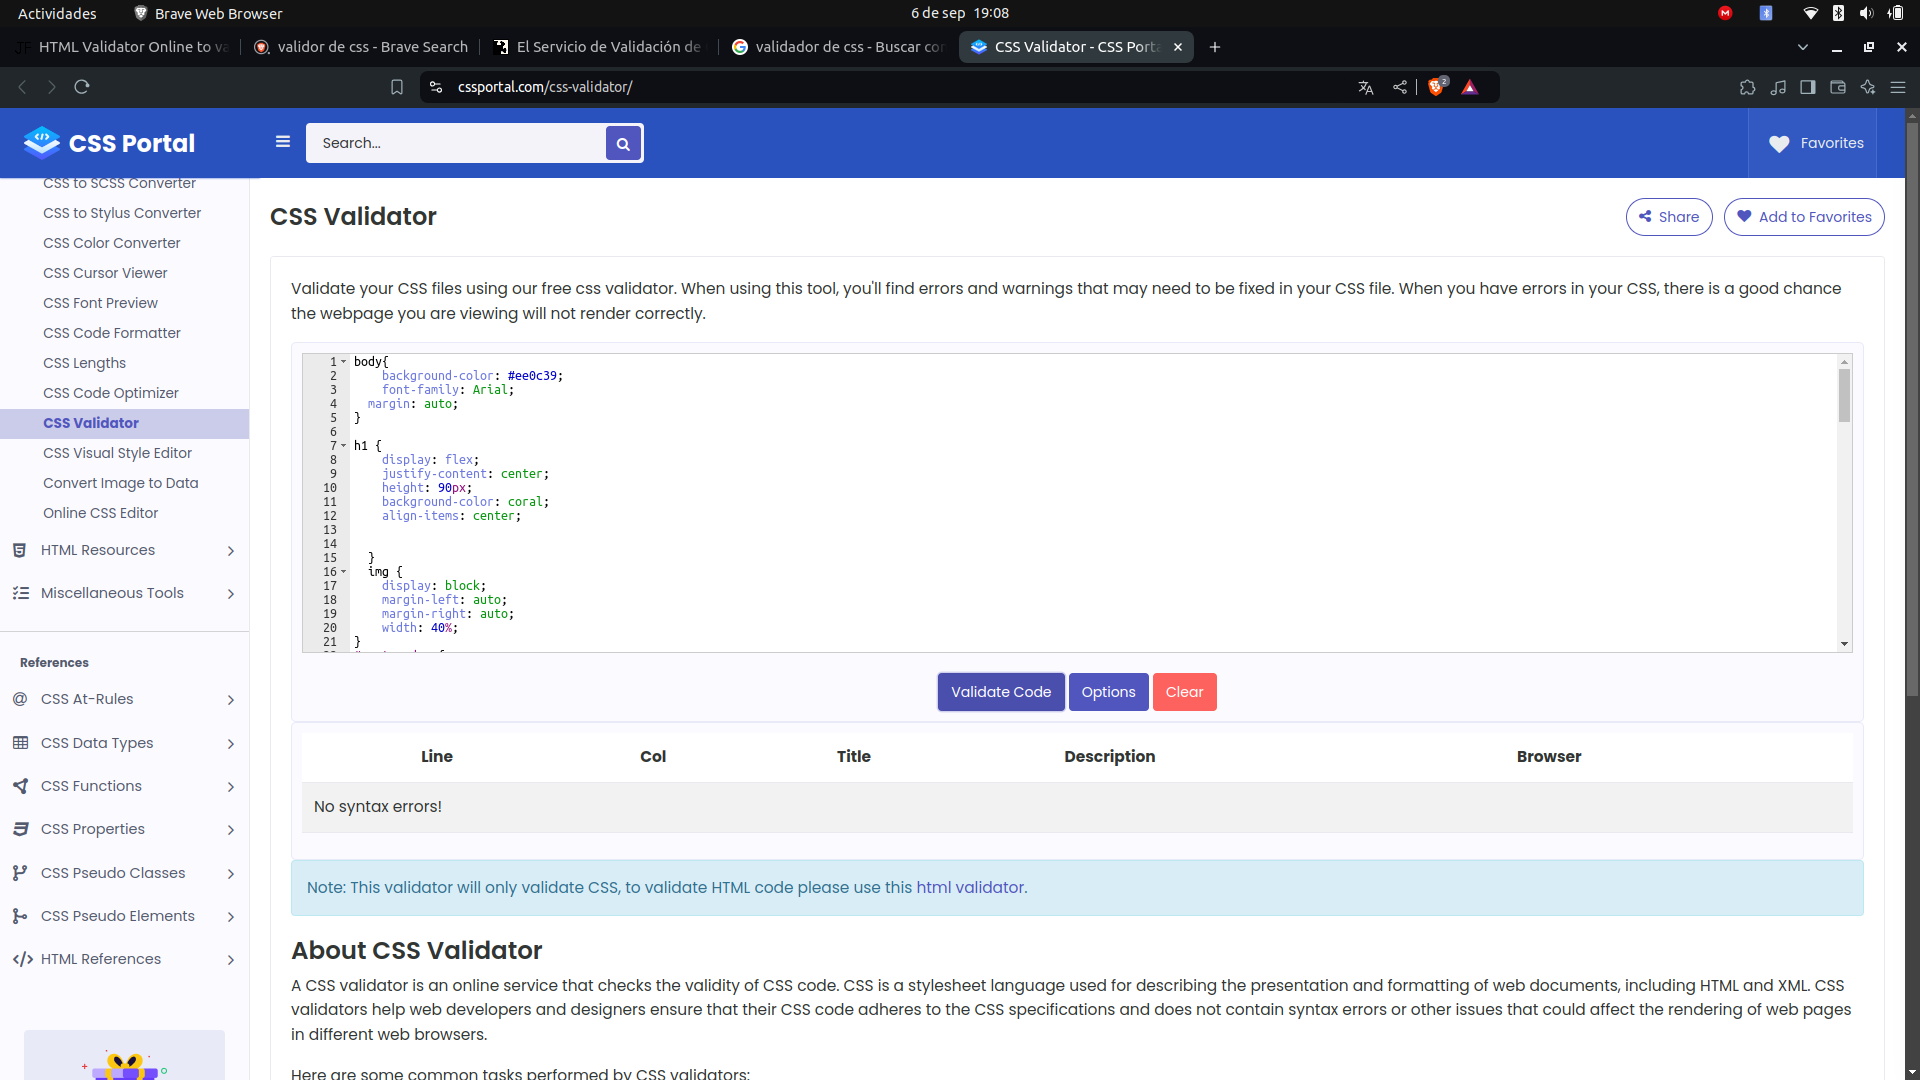 Actividades
Brave Web Browser
6 de sep 19:08
HTML Validator Online to va
validor de css - Brave Search
El Servicio de Validación de
validador de css - Buscar con
CSS Validator - CSS Porta
cssportal.com/css-validator/
2
CSS Portal
Search...
Favorites
CSS to SCSS Converter
CSS to Stylus Converter
CSS Color Converter
CSS Cursor Viewer
CSS Font Preview
CSS Code Formatter
CSS Lengths
CSS Code Optimizer
CSS Validator
CSS Visual Style Editor
Convert Image to Data
Online CSS Editor
HTML Resources
Miscellaneous Tools
References
CSS At-Rules
CSS Data Types
CSS Functions
CSS Properties
CSS Pseudo Classes
CSS Pseudo Elements
HTML References
CSS Validator
Share
Add to Favorites
Validate your CSS files using our free css validator. When using this tool, you'll find errors and warnings that may need to be fixed in your CSS file. When you have errors in your CSS, there is a good chance
the webpage you are viewing will not render correctly.
1 body{
2 background-color: #ee0c39;
3 font-family: Arial;
4 margin: auto;
5 }
6
7 h1 {
8 display: flex;
9 justify-content: center;
10 height: 90px;
11 background-color: coral;
12 align-items: center;
13
14
15 }
16 img {
17 display: block;
18 margin-left: auto;
19 margin-right: auto;
20 width: 40%;
21 }
Validate Code
Options
Clear
Line Col Title Description Browser
No syntax errors!
Note: This validator will only validate CSS, to validate HTML code please use this html validator.
About CSS Validator
A CSS validator is an online service that checks the validity of CSS code. CSS is a stylesheet language used for describing the presentation and formatting of web documents, including HTML and XML. CSS
validators help web developers and designers ensure that their CSS code adheres to the CSS specifications and does not contain syntax errors or other issues that could affect the rendering of web pages
in different web browsers.
Here are some common tasks performed by CSS validators: